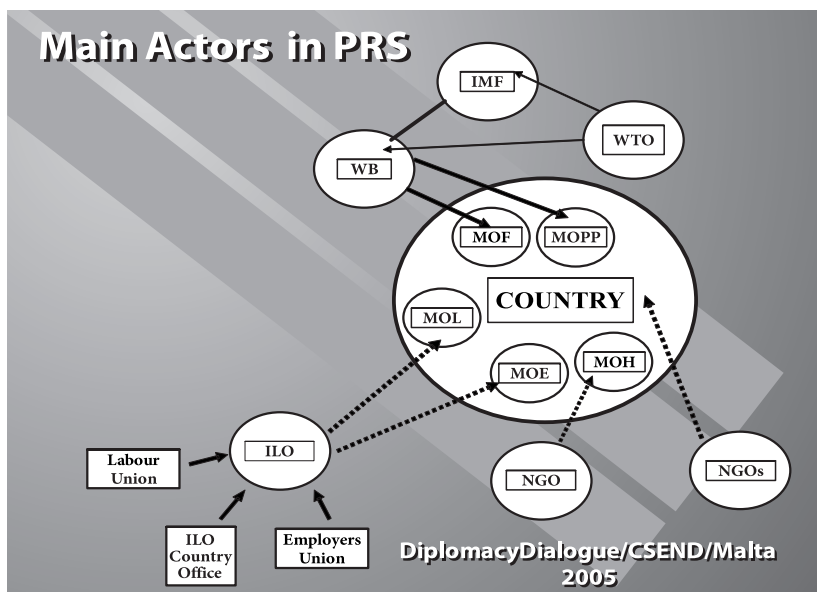 Main Actors in PRS
IMF
WTO
WB
MOF
MOPP
COUNTRY
MOL
MOH
MOE
ILO
NGOs
NGO
Labour
Union
ILO
Country
Office
Employers
Union
DiplomacyDialogue/CSEND/Malta
2005